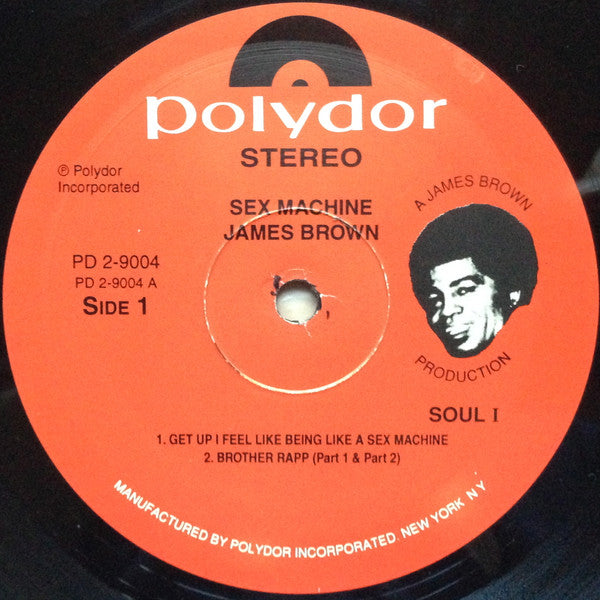 polydor
STEREO
℗ Polydor
Incorporated
SEX MACHINE
JAMES BROWN
A JAMES BROWN
PRODUCTION
PD 2-9004
PD 2-9004 A
SIDE 1
SOUL I
1. GET UP I FEEL LIKE BEING LIKE A SEX MACHINE
2. BROTHER RAPP (Part 1 & Part 2)
MANUFACTURED BY POLYDOR INCORPORATED. NEW YORK N Y